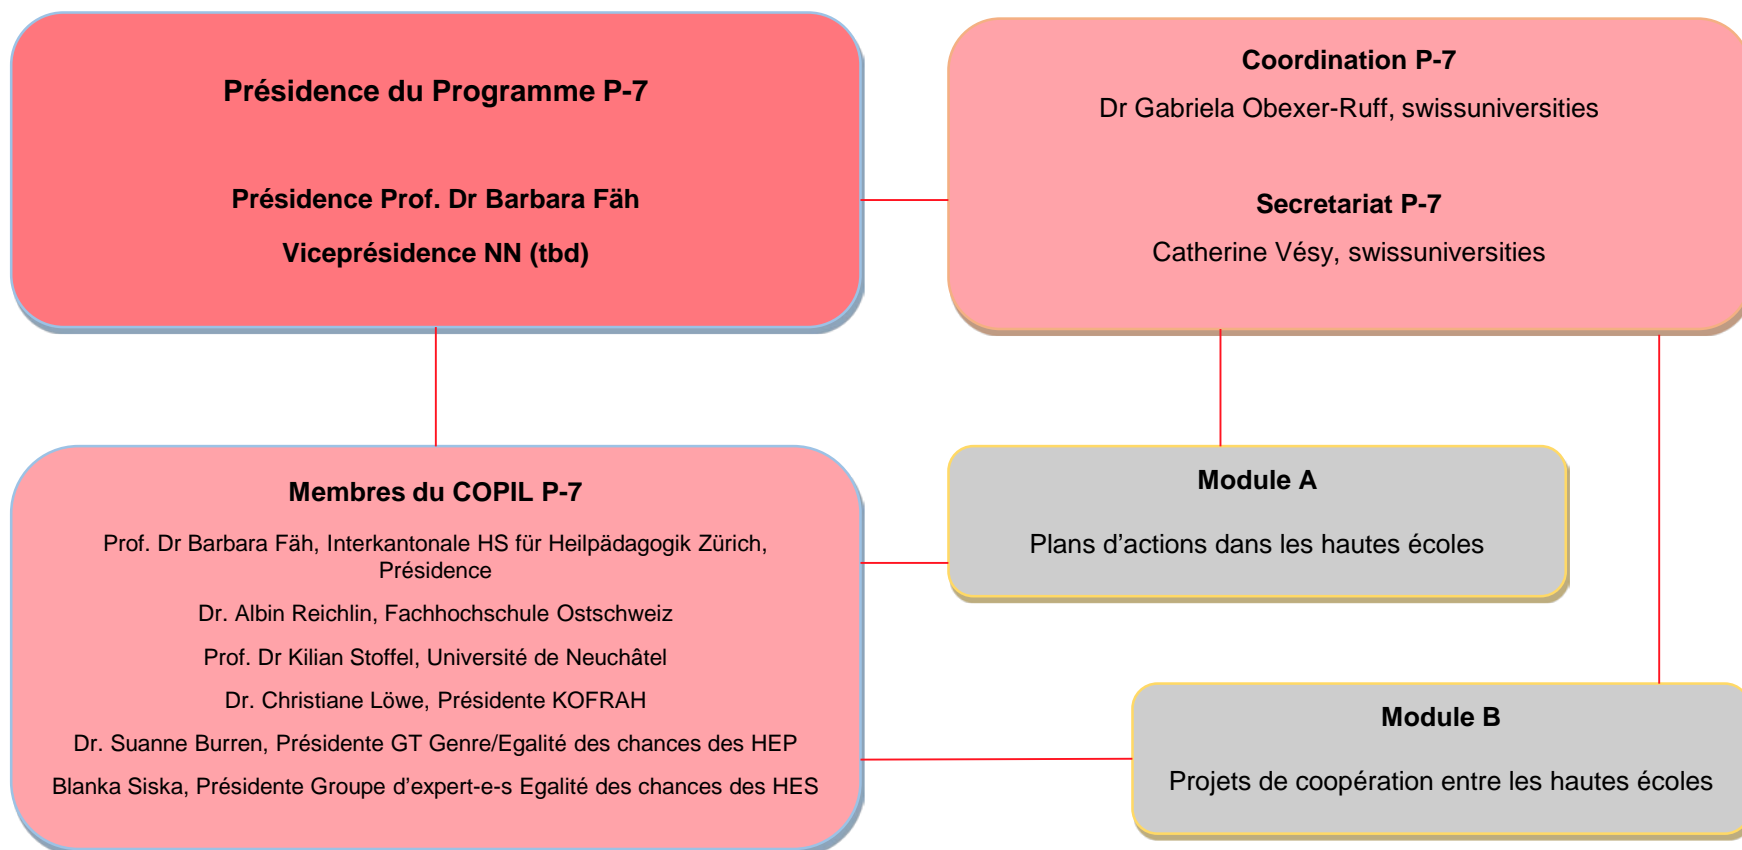 Présidence du Programme P-7
Présidence Prof. Dr Barbara Fäh
Viceprésidence NN (tbd)
Coordination P-7
Dr Gabriela Obexer-Ruff, swissuniversities
Secretariat P-7
Catherine Vésy, swissuniversities
Membres du COPIL P-7
Prof. Dr Barbara Fäh, Interkantonale HS für Heilpädagogik Zürich,
Présidence
Dr. Albin Reichlin, Fachhochschule Ostschweiz
Prof. Dr Kilian Stoffel, Université de Neuchâtel
Dr. Christiane Löwe, Présidente KOFRAH
Dr. Suanne Burren, Présidente GT Genre/Egalité des chances des HEP
Blanka Siska, Présidente Groupe d’expert-e-s Egalité des chances des HES
Module A
Plans d’actions dans les hautes écoles
Module B
Projets de coopération entre les hautes écoles